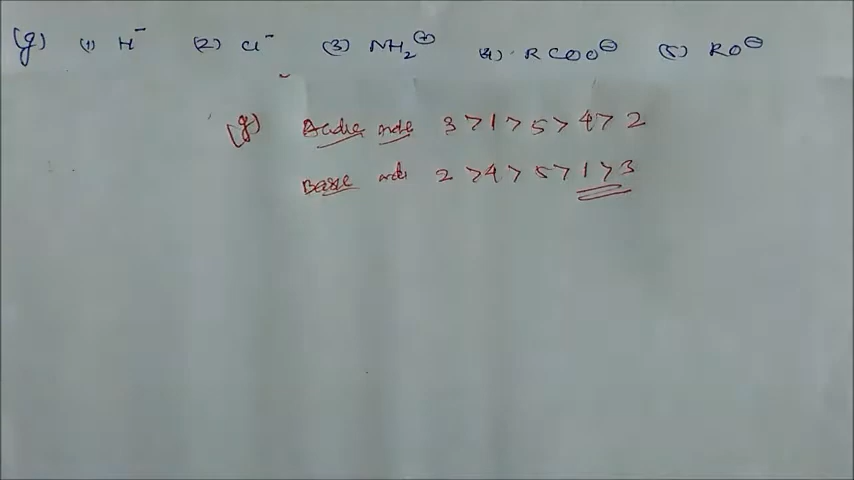 (g) (1) H⁻ (2) Cl⁻ (3) NH₂⊕ (4) RCOO⊖ (5) RO⊖
(g) Acidic order 3 > 1 > 5 > 4 > 2
Basic order 2 > 4 > 5 > 1 > 3